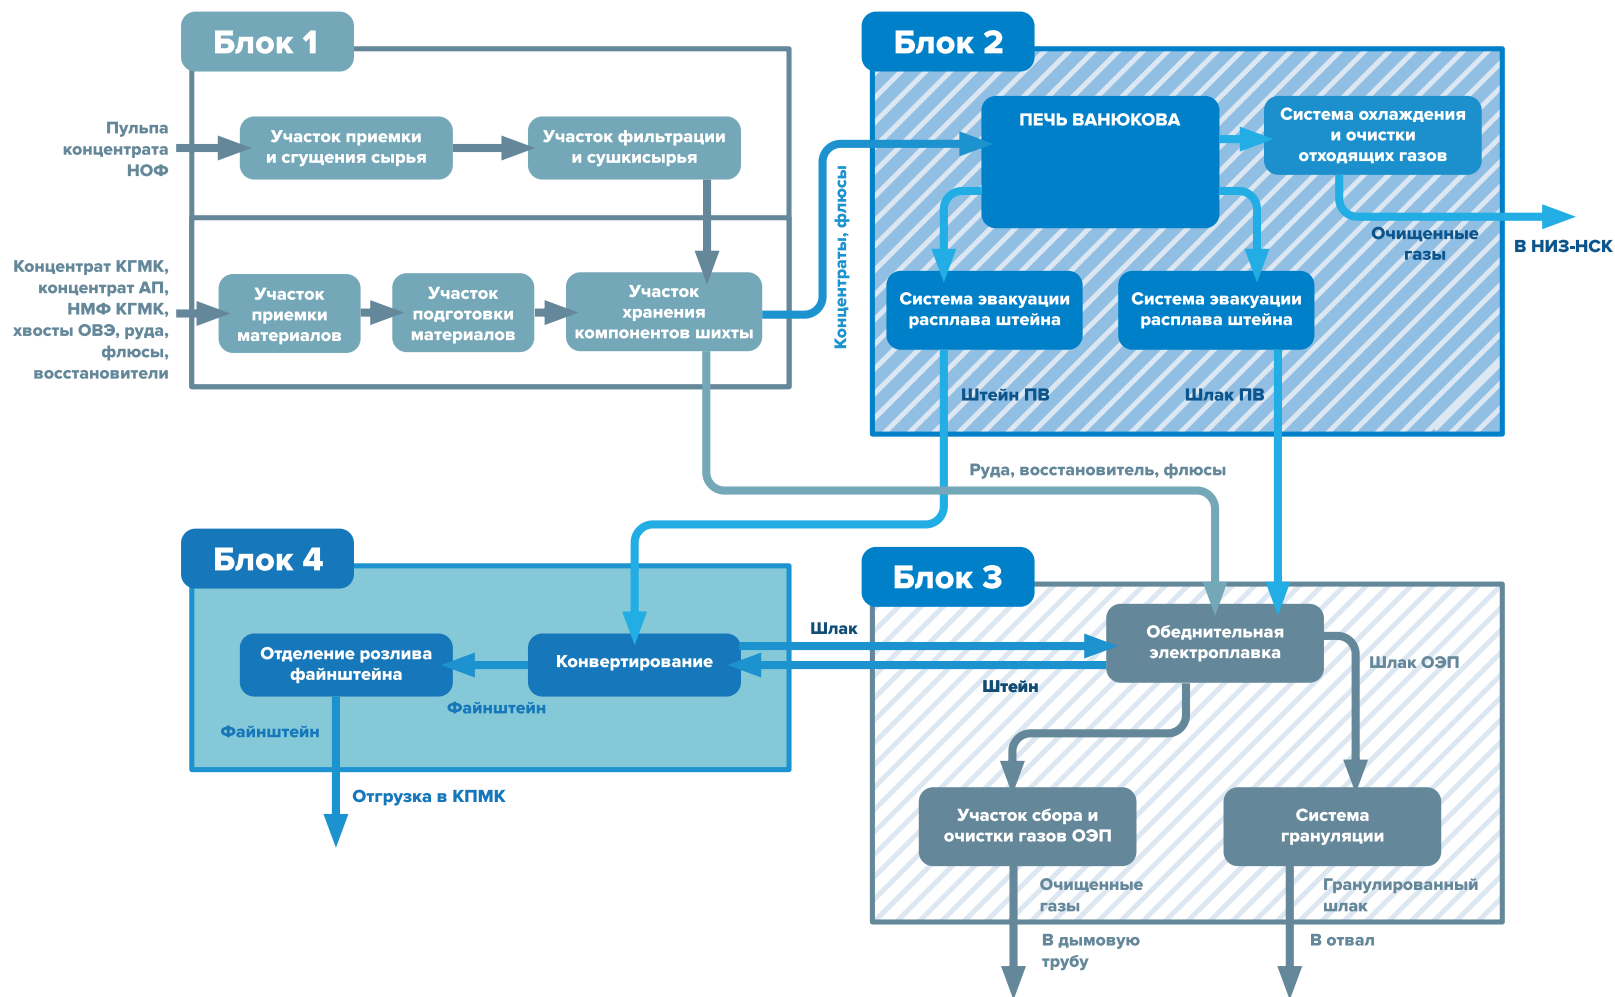 Блок 1
Пульпа
концентрата
НОФ
Участок приемки
и сгущения сырья
Участок фильтрации
и сушкисырья
Концентрат КГМК,
концентрат АП,
НМФ КГМК,
хвосты ОВЭ, руда,
флюсы,
восстановители
Участок
приемки
материалов
Участок
подготовки
материалов
Участок
хранения
компонентов шихты
Концентраты, флюсы
Блок 2
ПЕЧЬ ВАНЮКОВА
Система охлаждения
и очистки
отходящих газов
Очищенные
газы
В НИЗ-НСК
Система эвакуации
расплава штейна
Система эвакуации
расплава штейна
Штейн ПВ
Шлак ПВ
Руда, восстановитель, флюсы
Блок 4
Отделение розлива
файнштейна
Конвертирование
Файнштейн
Файнштейн
Отгрузка в КПМК
Шлак
Штейн
Блок 3
Обеднительная
электроплавка
Шлак ОЭП
Участок сбора и
очистки газов ОЭП
Система
грануляции
Очищенные
газы
Гранулированный
шлак
В дымовую
трубу
В отвал